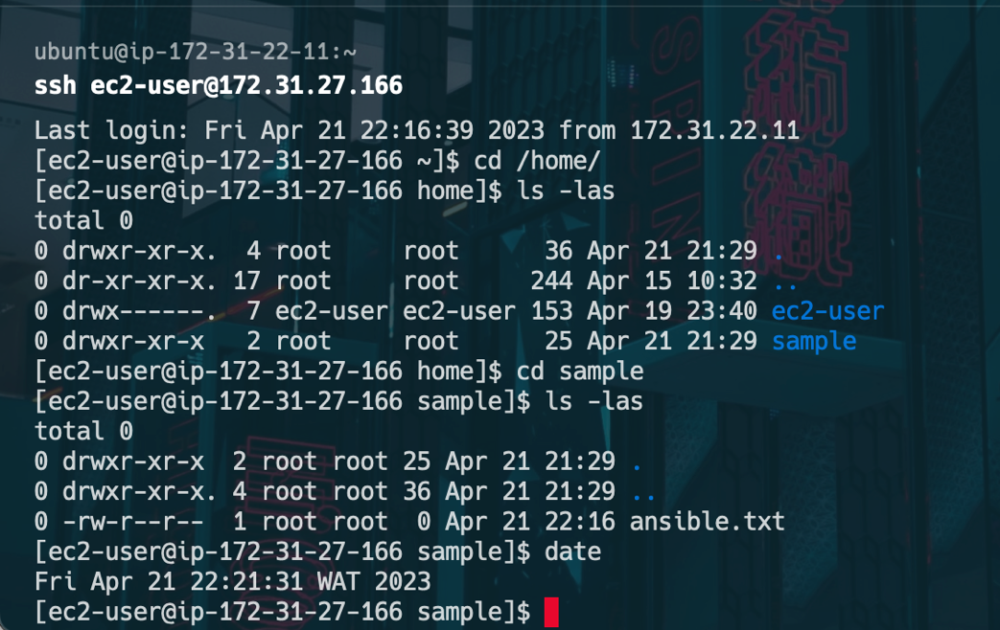 ubuntu@ip-172-31-22-11:~
ssh ec2-user@172.31.27.166
Last login: Fri Apr 21 22:16:39 2023 from 172.31.22.11
[ec2-user@ip-172-31-27-166 ~]$ cd /home/
[ec2-user@ip-172-31-27-166 home]$ ls -las
total 0
0 drwxr-xr-x.  4 root     root      36 Apr 21 21:29 .
0 dr-xr-xr-x. 17 root     root     244 Apr 15 10:32 ..
0 drwx------.  7 ec2-user ec2-user 153 Apr 19 23:40 ec2-user
0 drwxr-xr-x   2 root     root      25 Apr 21 21:29 sample
[ec2-user@ip-172-31-27-166 home]$ cd sample
[ec2-user@ip-172-31-27-166 sample]$ ls -las
total 0
0 drwxr-xr-x  2 root root 25 Apr 21 21:29 .
0 drwxr-xr-x. 4 root root 36 Apr 21 21:29 ..
0 -rw-r--r--  1 root root  0 Apr 21 22:16 ansible.txt
[ec2-user@ip-172-31-27-166 sample]$ date
Fri Apr 21 22:21:31 WAT 2023
[ec2-user@ip-172-31-27-166 sample]$